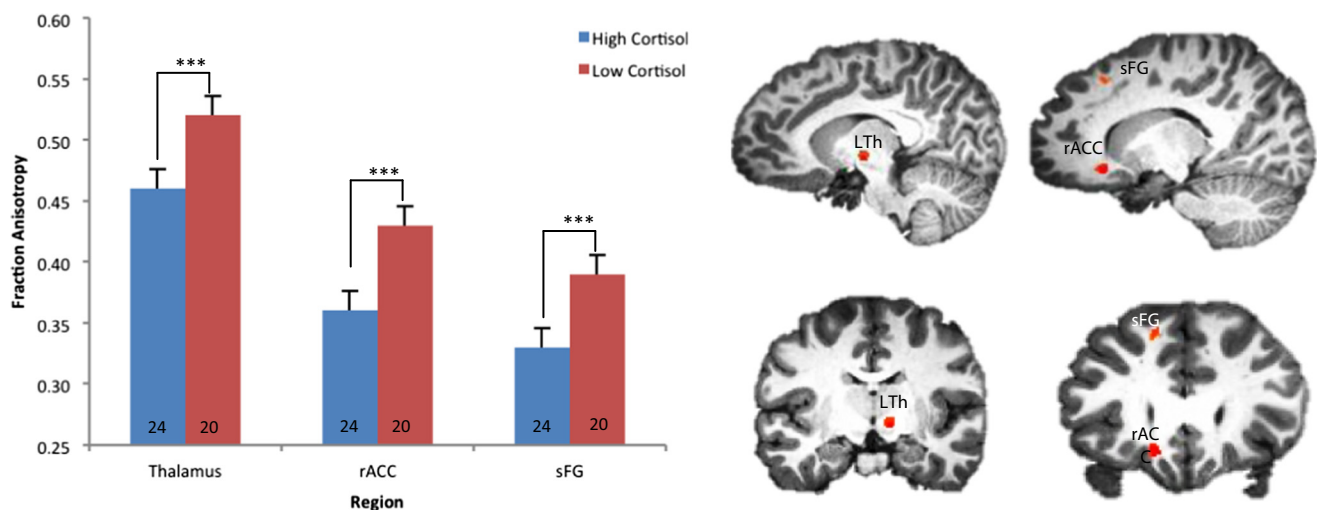 0.60
0.55
0.50
0.45
0.40
0.35
0.30
0.25
Fraction Anisotropy
High Cortisol
Low Cortisol
***
***
***
24
20
24
20
24
20
Thalamus
rACC
sFG
Region
LTh
sFG
rACC
LTh
sFG
rAC
C